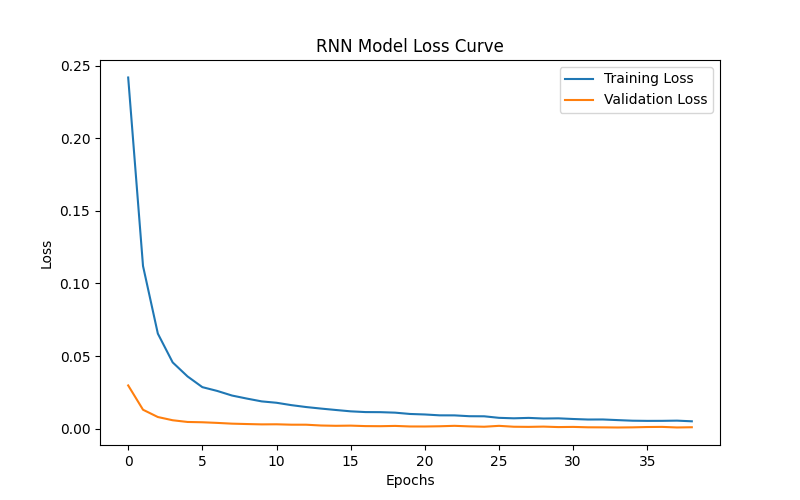 RNN Model Loss Curve
Training Loss
Validation Loss
0.25
0.20
0.15
0.10
0.05
0.00
Loss
0 5 10 15 20 25 30 35
Epochs